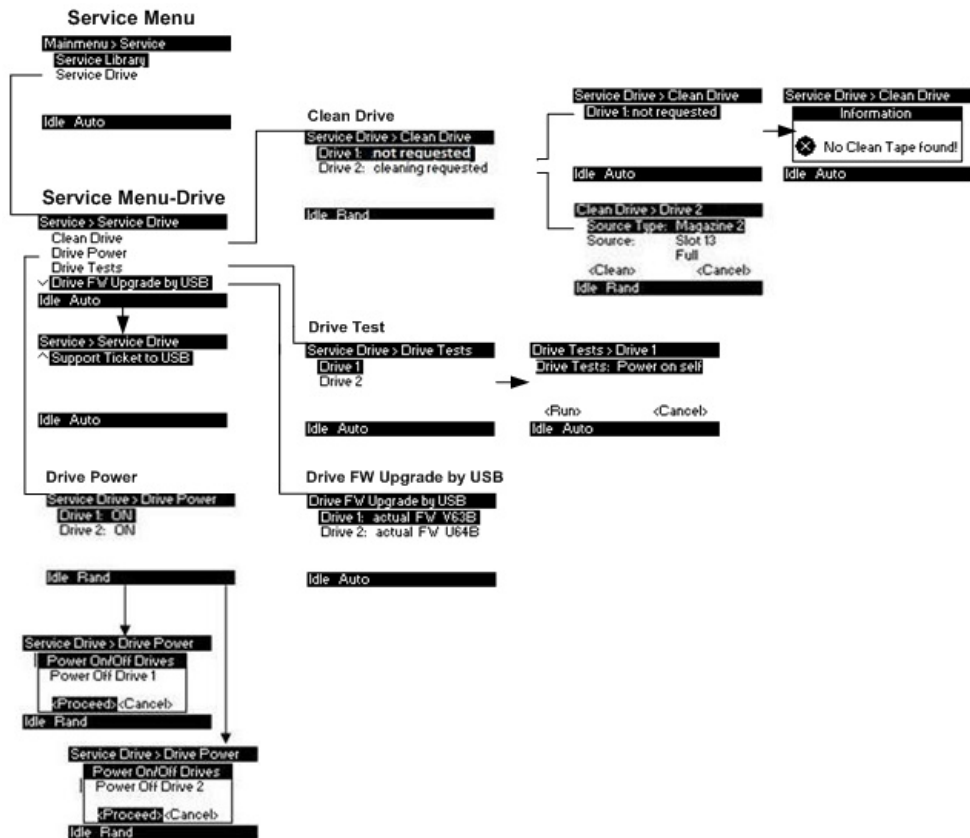 Service Menu
Mainmenu > Service
Service Library
Service Drive
Idle Auto
Service Menu-Drive
Service > Service Drive
Clean Drive
Drive Power
Drive Tests
Drive FW Upgrade by USB
Idle Auto
Service > Service Drive
Support Ticket to USB
Idle Auto
Drive Power
Service Drive > Drive Power
Drive 1: ON
Drive 2: ON
Idle Rand
Service Drive > Drive Power
Power On/Off Drives
Power Off Drive 1
<Proceed> <Cancel>
Idle Rand
Service Drive > Drive Power
Power On/Off Drives
Power Off Drive 2
<Proceed> <Cancel>
Idle Rand
Clean Drive
Service Drive > Clean Drive
Drive 1: not requested
Drive 2: cleaning requested
Idle Rand
Service Drive > Clean Drive
Drive 1: not requested
Idle Auto
Service Drive > Clean Drive
Information
No Clean Tape found!
Idle Auto
Clean Drive > Drive 2
Source Type: Magazine 2
Source: Slot 13
Full
<Clean> <Cancel>
Idle Rand
Drive Test
Service Drive > Drive Tests
Drive 1
Drive 2
Idle Auto
Drive Tests > Drive 1
Drive Tests: Power on self
<Run> <Cancel>
Idle Auto
Drive FW Upgrade by USB
Drive FW Upgrade by USB
Drive 1: actual FW V63B
Drive 2: actual FW U64B
Idle Auto